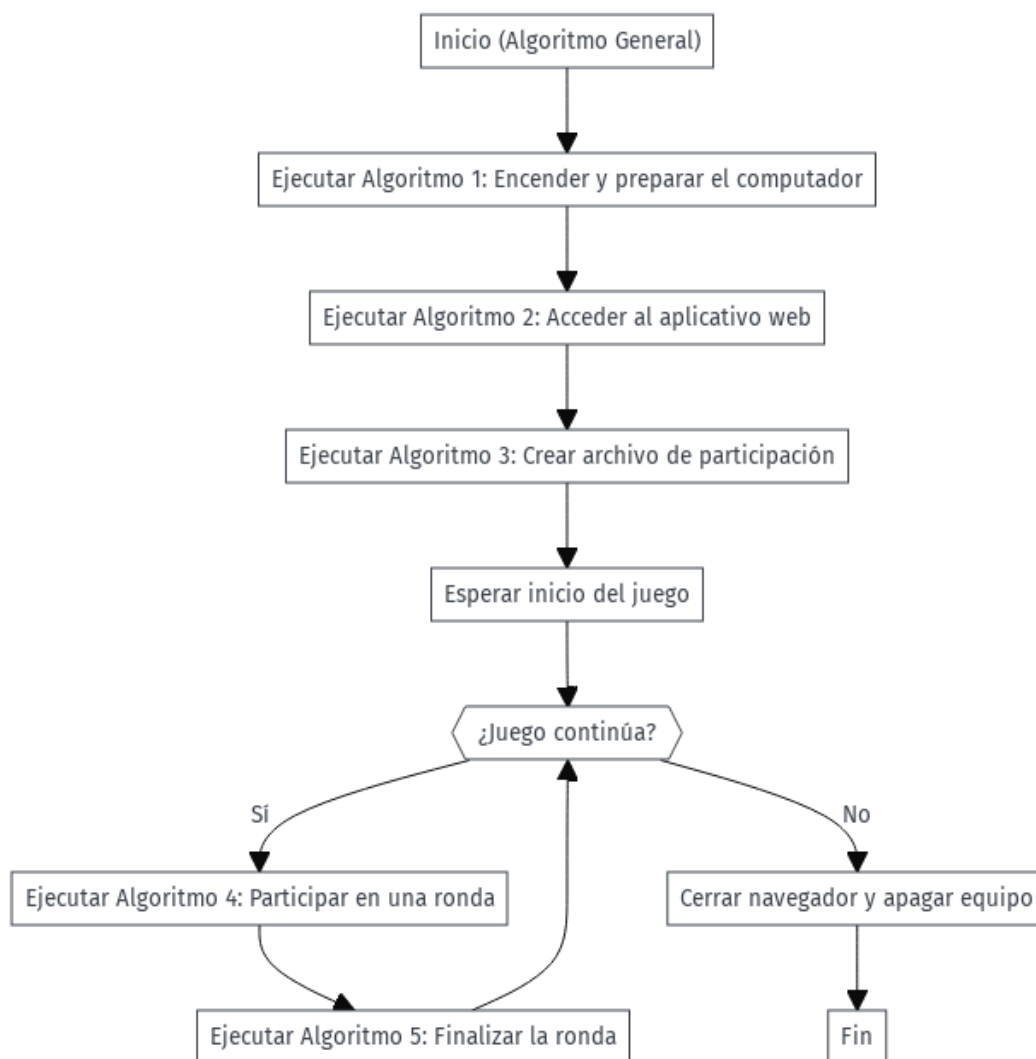 Inicio (Algoritmo General)
Ejecutar Algoritmo 1: Encender y preparar el computador
Ejecutar Algoritmo 2: Acceder al aplicativo web
Ejecutar Algoritmo 3: Crear archivo de participación
Esperar inicio del juego
¿Juego continúa?
Sí
No
Ejecutar Algoritmo 4: Participar en una ronda
Cerrar navegador y apagar equipo
Ejecutar Algoritmo 5: Finalizar la ronda
Fin